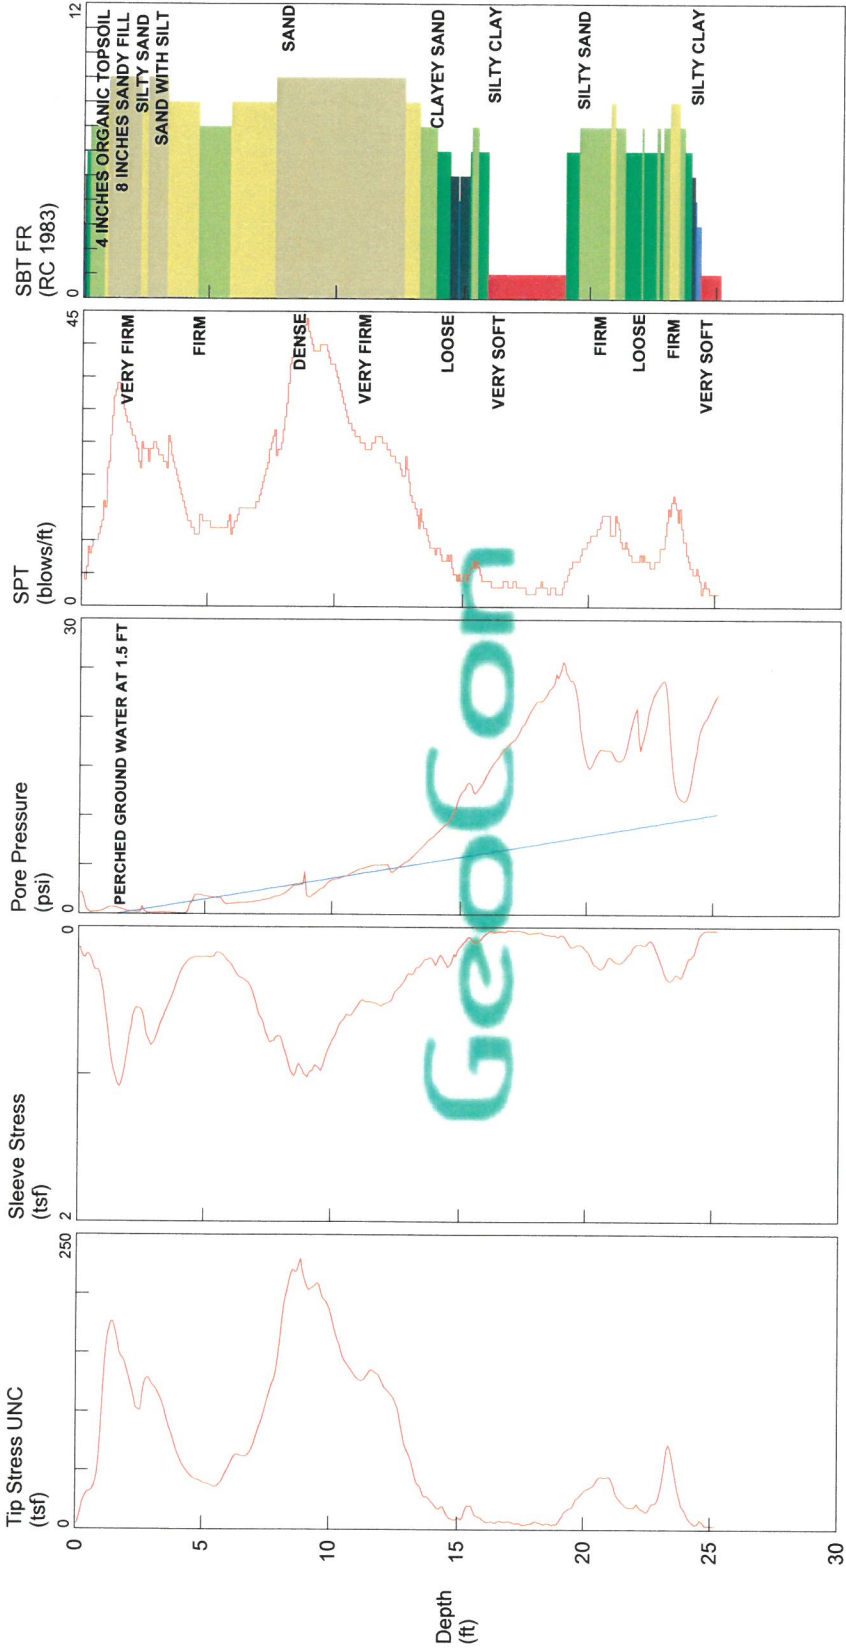 Depth
(ft)
0
5
10
15
20
25
30
Tip Stress UNC
(tsf)
0
250
Sleeve Stress
(tsf)
2
0
Pore Pressure
(psi)
0
30
PERCHED GROUND WATER AT 1.5 FT
SPT
(blows/ft)
0
45
VERY FIRM
FIRM
DENSE
VERY FIRM
LOOSE
VERY SOFT
FIRM
LOOSE
FIRM
VERY SOFT
SBT FR
(RC 1983)
0
12
4 INCHES ORGANIC TOPSOIL
8 INCHES SANDY FILL
SILTY SAND
SAND WITH SILT
SAND
CLAYEY SAND
SILTY CLAY
SILTY SAND
SILTY CLAY
GeoCon